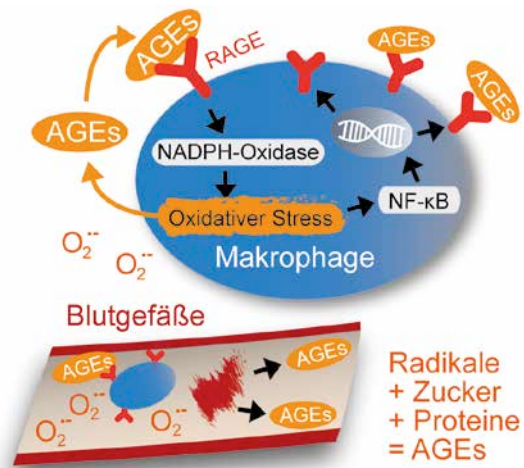 AGEs
RAGE
AGEs
AGEs
AGEs
NADPH-Oxidase
Oxidativer Stress
NF-κB
O₂˙˙
O₂˙˙
Makrophage
Blutgefäße
AGEs
AGEs
AGEs
O₂˙˙
O₂˙˙
O₂˙˙
Radikale
+ Zucker
+ Proteine
= AGEs